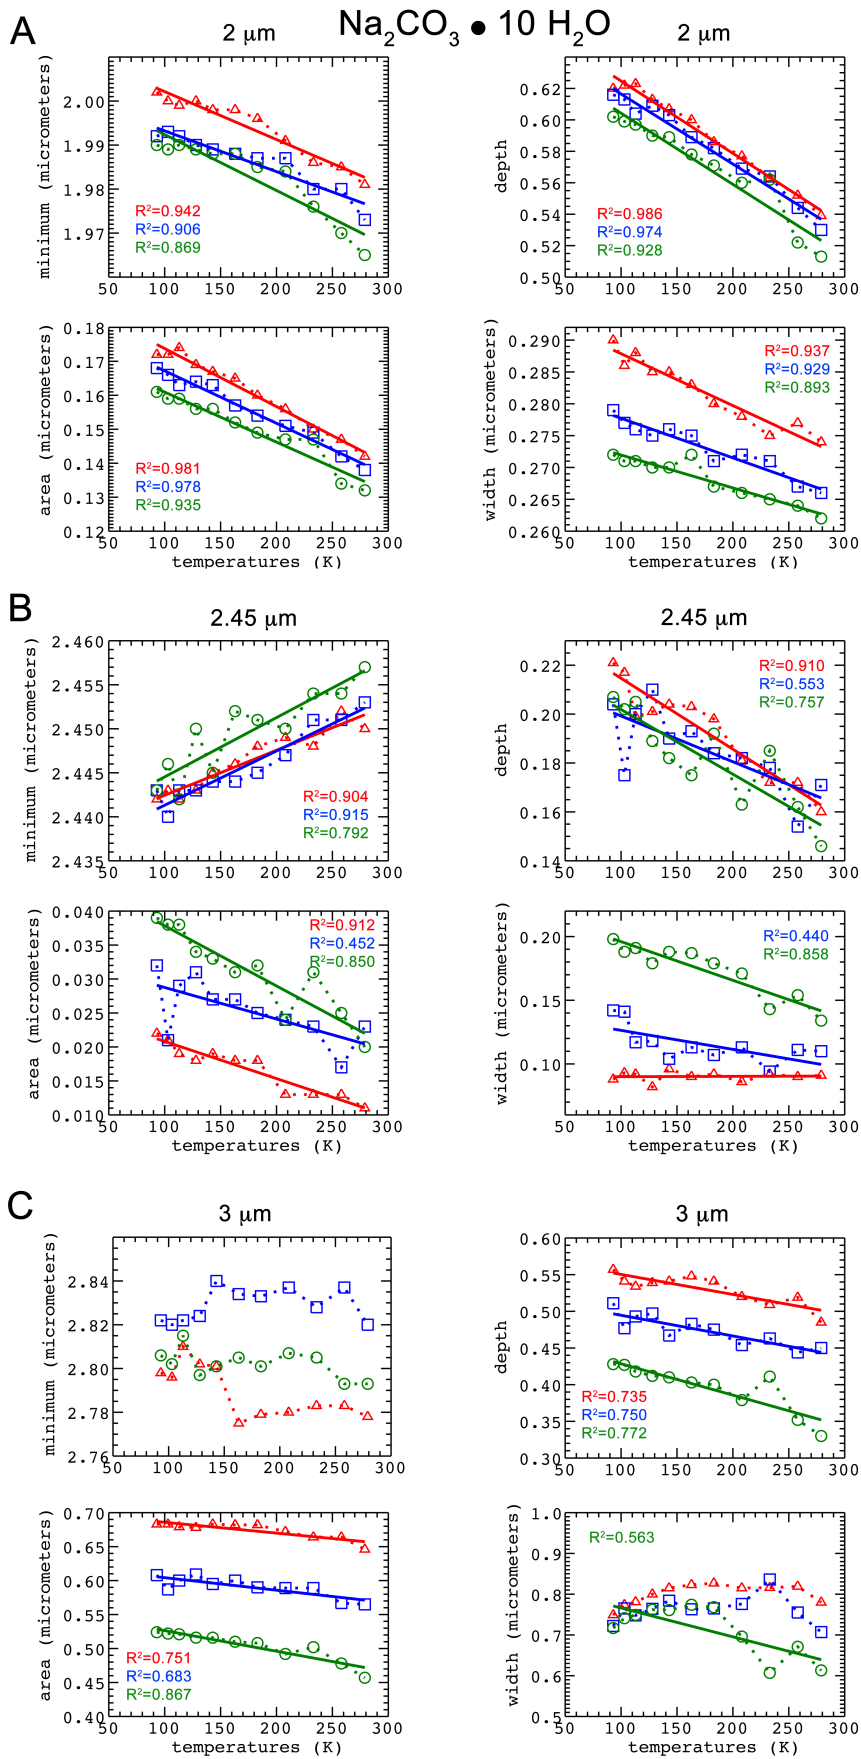 A
Na2CO3 ● 10 H2O
2 μm
2 μm
minimum (micrometers)
2.00
1.99
1.98
1.97
R²=0.942
R²=0.906
R²=0.869
50 100 150 200 250 300
depth
0.62
0.60
0.58
0.56
0.54
0.52
0.50
R²=0.986
R²=0.974
R²=0.928
50 100 150 200 250 300
area (micrometers)
0.18
0.17
0.16
0.15
0.14
0.13
0.12
R²=0.981
R²=0.978
R²=0.935
50 100 150 200 250 300
temperatures (K)
width (micrometers)
0.290
0.285
0.280
0.275
0.270
0.265
0.260
R²=0.937
R²=0.929
R²=0.893
50 100 150 200 250 300
temperatures (K)
B
2.45 μm
2.45 μm
minimum (micrometers)
2.460
2.455
2.450
2.445
2.440
2.435
R²=0.904
R²=0.915
R²=0.792
50 100 150 200 250 300
depth
0.22
0.20
0.18
0.16
0.14
R²=0.910
R²=0.553
R²=0.757
50 100 150 200 250 300
area (micrometers)
0.040
0.030
0.020
0.015
0.010
R²=0.912
R²=0.452
R²=0.850
50 100 150 200 250 300
temperatures (K)
width (micrometers)
0.20
0.15
0.10
R²=0.440
R²=0.858
50 100 150 200 250 300
temperatures (K)
C
3 μm
3 μm
minimum (micrometers)
2.84
2.82
2.80
2.78
2.76
50 100 150 200 250 300
depth
0.60
0.55
0.50
0.45
0.40
0.35
0.30
R²=0.735
R²=0.750
R²=0.772
50 100 150 200 250 300
area (micrometers)
0.70
0.60
0.55
0.50
0.45
0.40
R²=0.751
R²=0.683
R²=0.867
50 100 150 200 250 300
temperatures (K)
width (micrometers)
1.0
0.9
0.8
0.7
0.6
0.5
R²=0.563
50 100 150 200 250 300
temperatures (K)